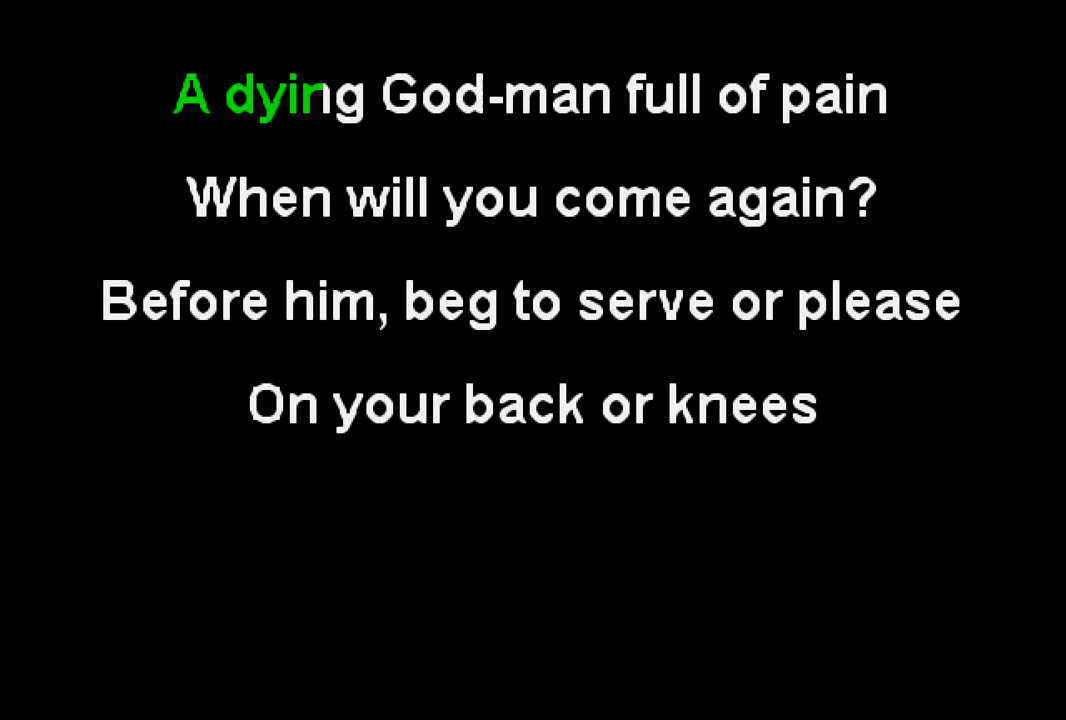 A dying God-man full of pain
When will you come again?
Before him, beg to serve or please
On your back or knees